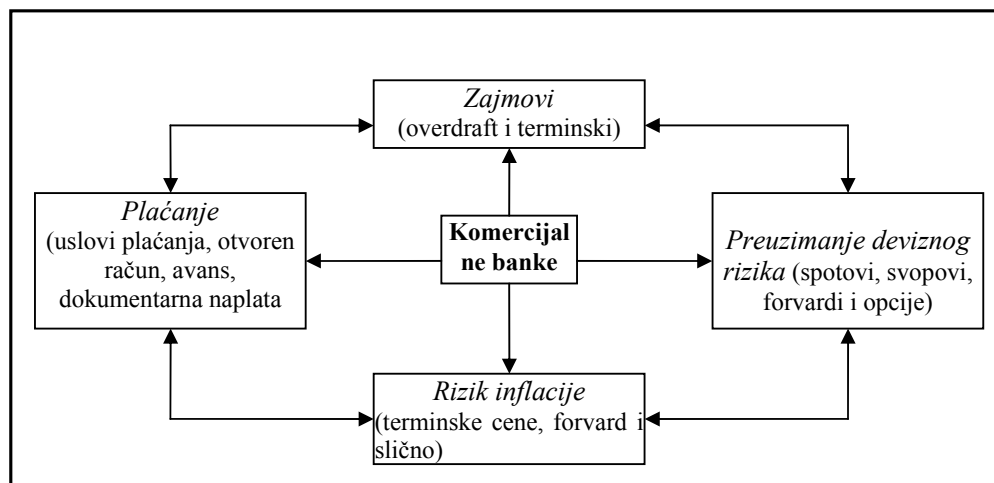 Zajmovi
(overdraft i terminski)
Plaćanje
(uslovi plaćanja, otvoren
račun, avans,
dokumentarna naplata
Komercijal
ne banke
Preuzimanje deviznog
rizika (spotovi, svopovi,
forvardi i opcije)
Rizik inflacije
(terminske cene, forvard i
slično)